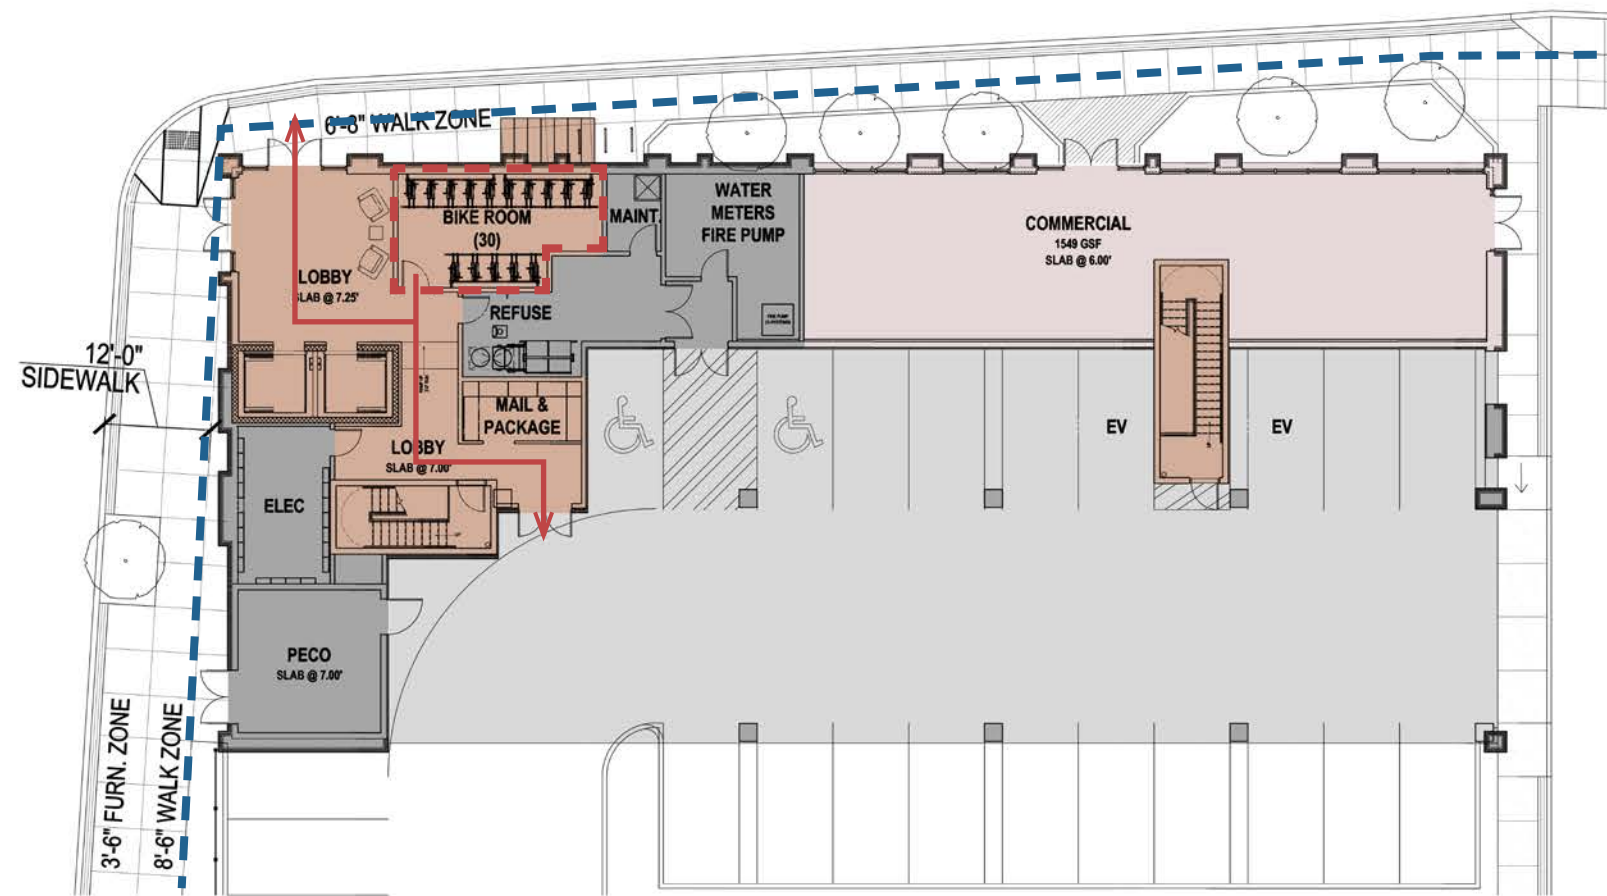 6'-8" WALK ZONE
BIKE ROOM
(30)
MAINT.
WATER
METERS
FIRE PUMP
COMMERCIAL
1549 GSF
SLAB @ 6.00'
LOBBY
SLAB @ 7.25'
REFUSE
12'-0"
SIDEWALK
MAIL &
PACKAGE
LOBBY
SLAB @ 7.00'
EV
EV
ELEC
PECO
SLAB @ 7.00'
3'-6" FURN. ZONE
8'-6" WALK ZONE